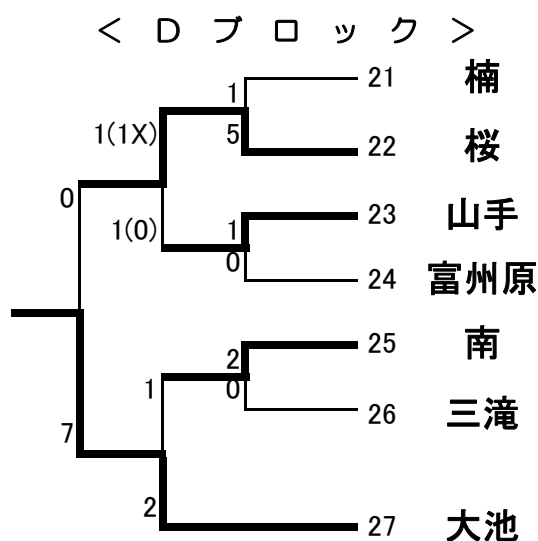 ＜ Ｄ ブ ロ ッ ク ＞
1 21 楠
1(1X) 5 22 桜
0
1(0) 1 23 山手
0 24 富州原
2 25 南
1 0 26 三滝
7
2 27 大池